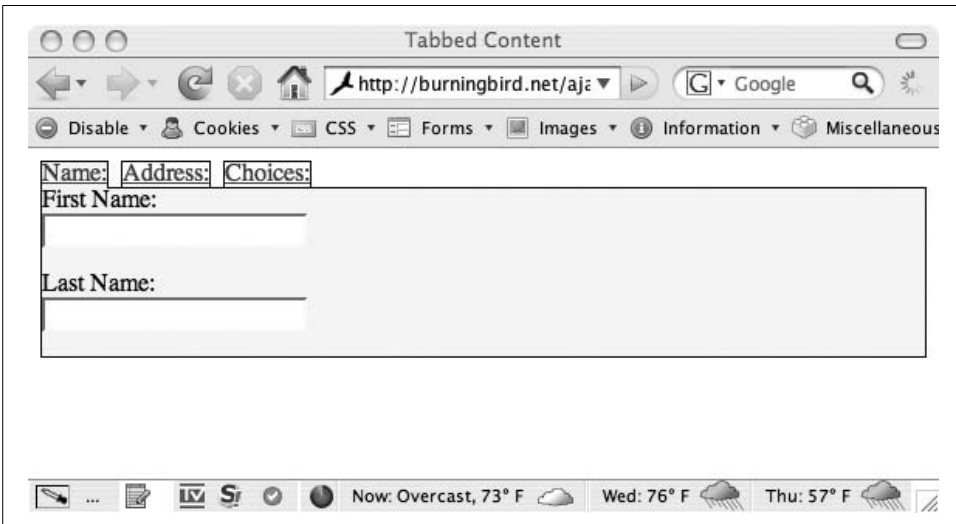 Tabbed Content
http://burningbird.net/aja G Google
Disable Cookies CSS Forms Images Information Miscellaneous
Name: Address: Choices:
First Name:
Last Name:
... Now: Overcast, 73° F Wed: 76° F Thu: 57° F